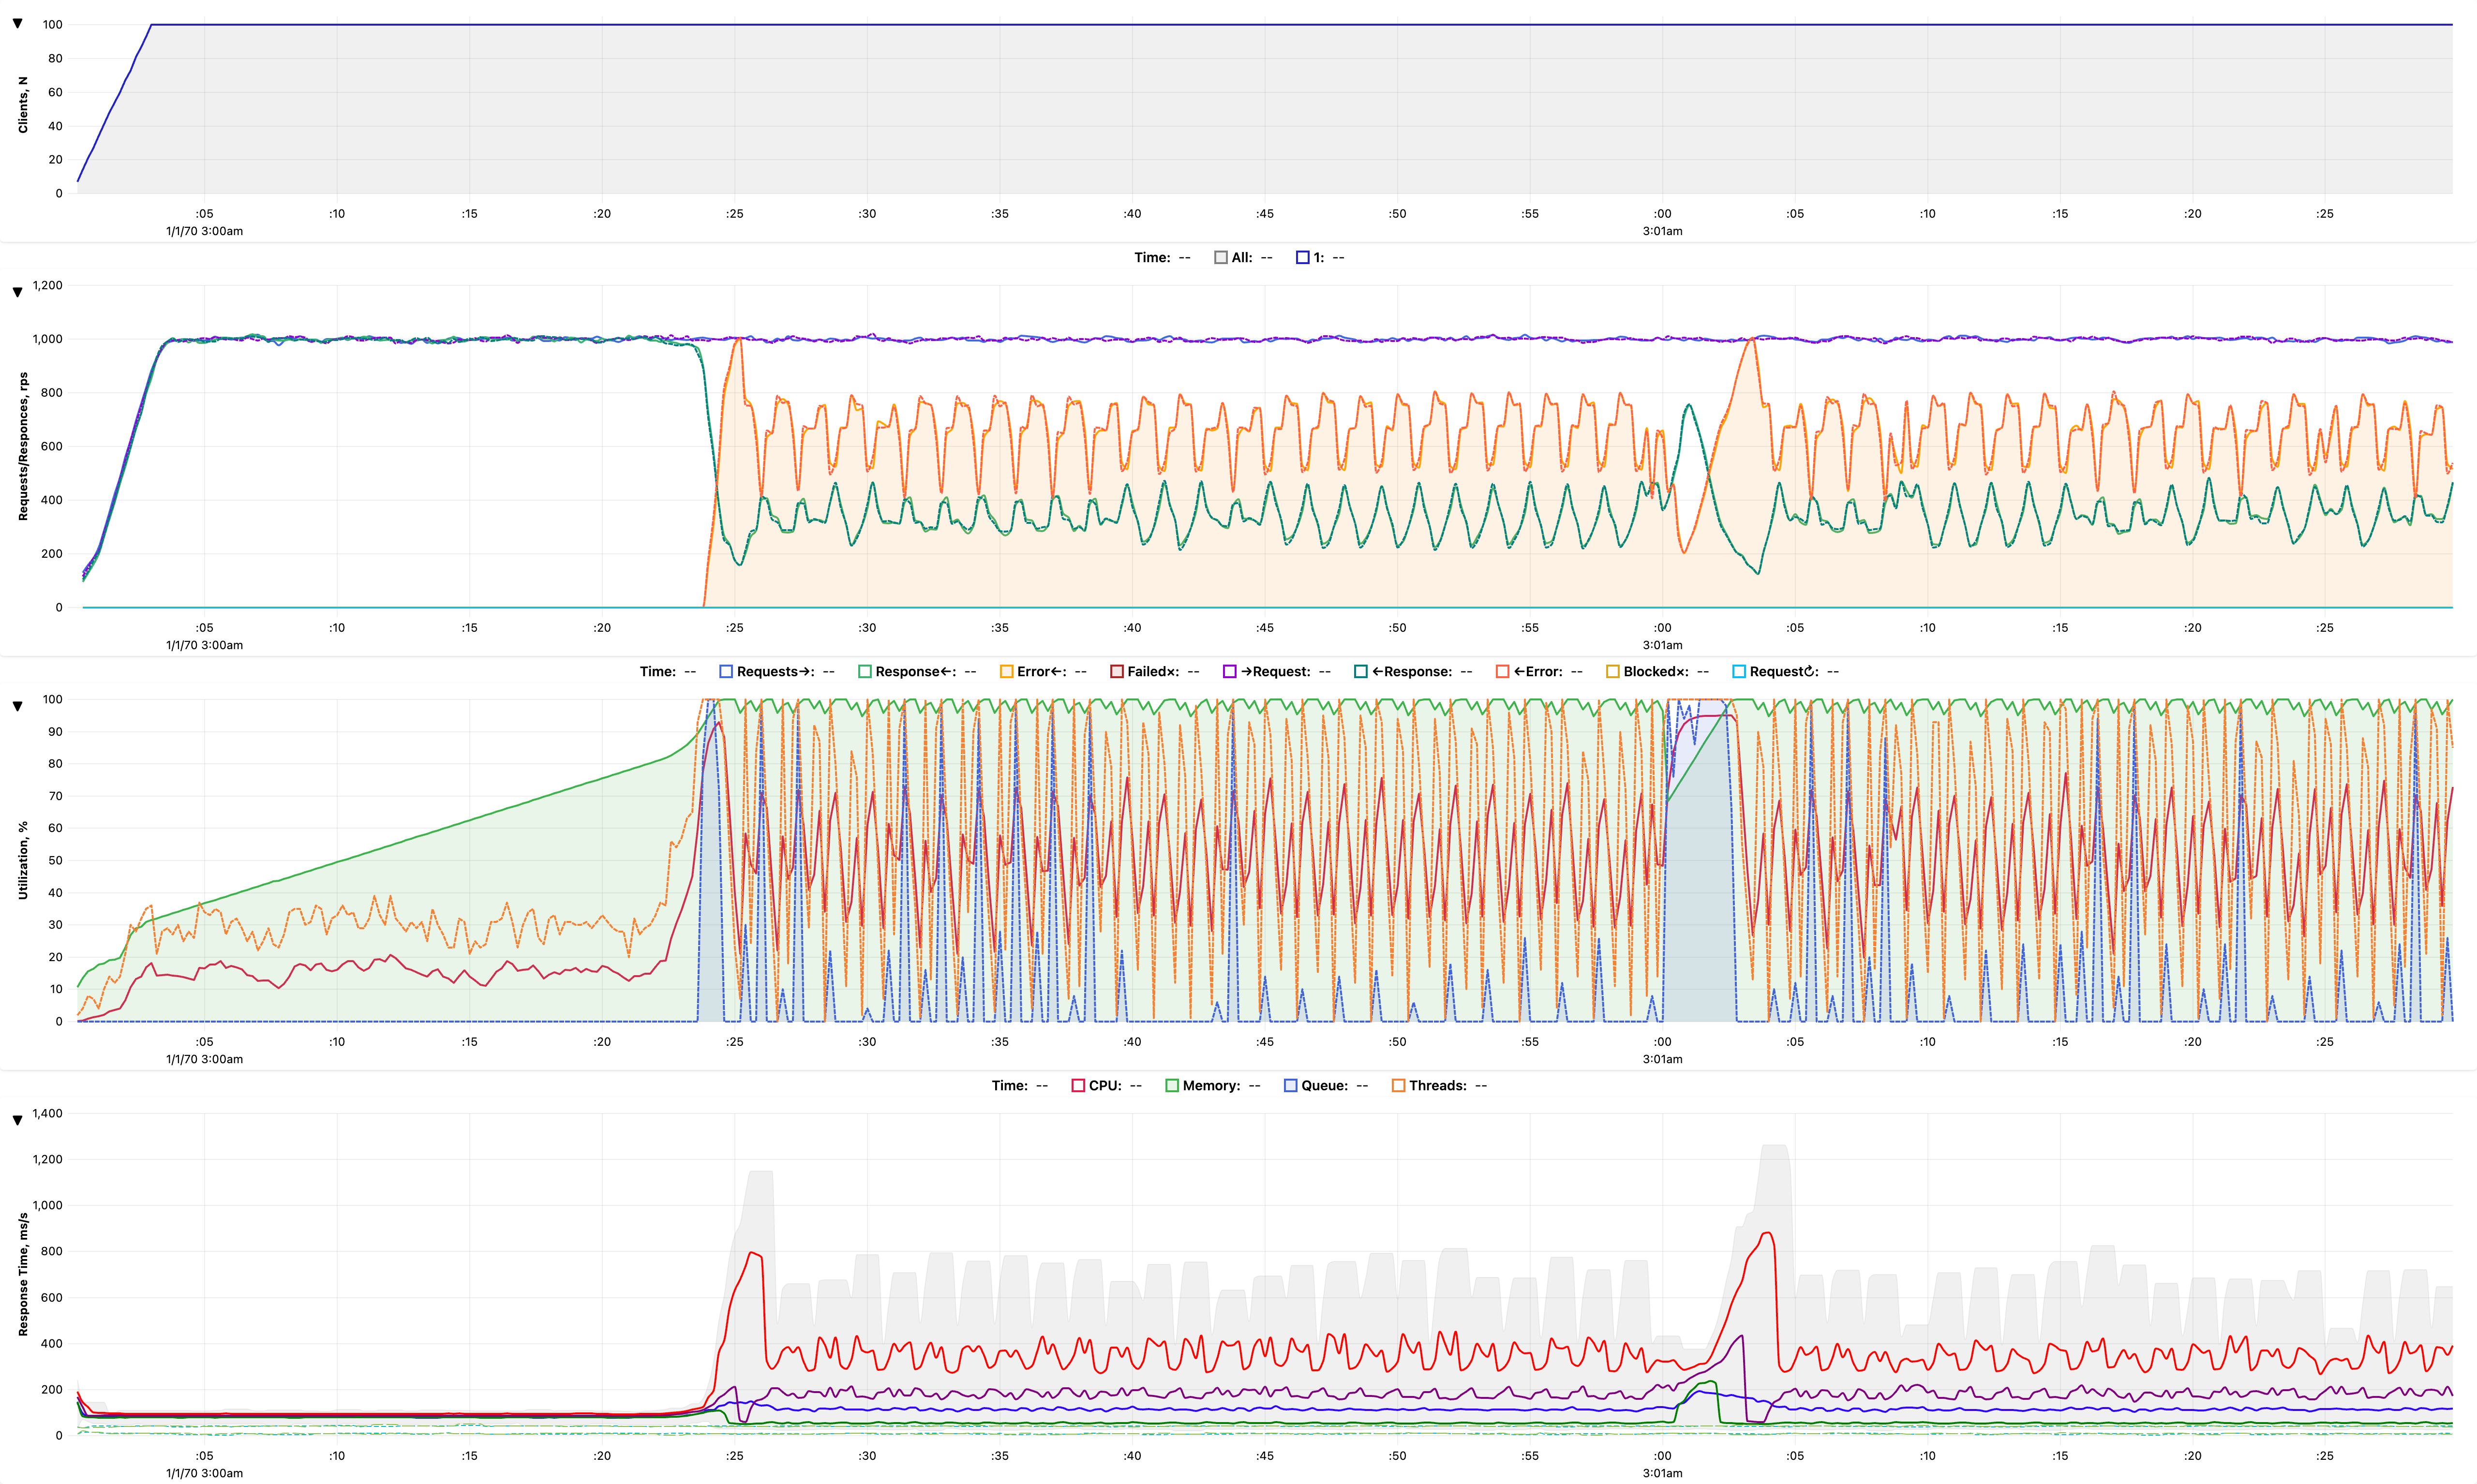 ▼
Clients, N
100
80
60
40
20
0
:05 :10 :15 :20 :25 :30 :35 :40 :45 :50 :55 :00 :05 :10 :15 :20 :25
1/1/70 3:00am 3:01am
Time: -- All: -- 1: --
▼
Requests/Responses, rps
1,200
1,000
800
600
400
200
0
:05 :10 :15 :20 :25 :30 :35 :40 :45 :50 :55 :00 :05 :10 :15 :20 :25
1/1/70 3:00am 3:01am
Time: -- Requests→: -- Response←: -- Error←: -- Failed×: -- →Request: -- ←Response: -- ←Error: -- Blocked×: -- Request↻: --
▼
Utilization, %
100
90
80
70
60
50
40
30
20
10
0
:05 :10 :15 :20 :25 :30 :35 :40 :45 :50 :55 :00 :05 :10 :15 :20 :25
1/1/70 3:00am 3:01am
Time: -- CPU: -- Memory: -- Queue: -- Threads: --
▼
Response Time, ms/s
1,400
1,200
1,000
800
600
400
200
0
:05 :10 :15 :20 :25 :30 :35 :40 :45 :50 :55 :00 :05 :10 :15 :20 :25
1/1/70 3:00am 3:01am